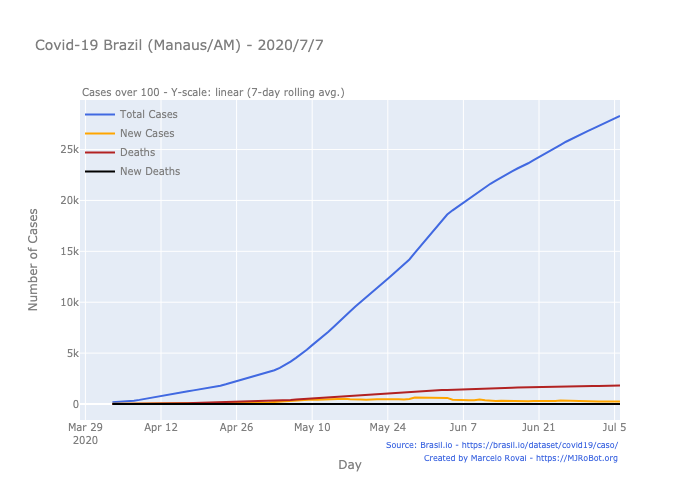 Covid-19 Brazil (Manaus/AM) - 2020/7/7
Cases over 100 - Y-scale: linear (7-day rolling avg.)
Total Cases
New Cases
Deaths
New Deaths
Number of Cases
25k
20k
15k
10k
5k
0
Mar 29
2020
Apr 12
Apr 26
May 10
May 24
Jun 7
Jun 21
Jul 5
Day
Source: Brasil.io - https://brasil.io/dataset/covid19/caso/
Created by Marcelo Rovai - https://MJRoBot.org